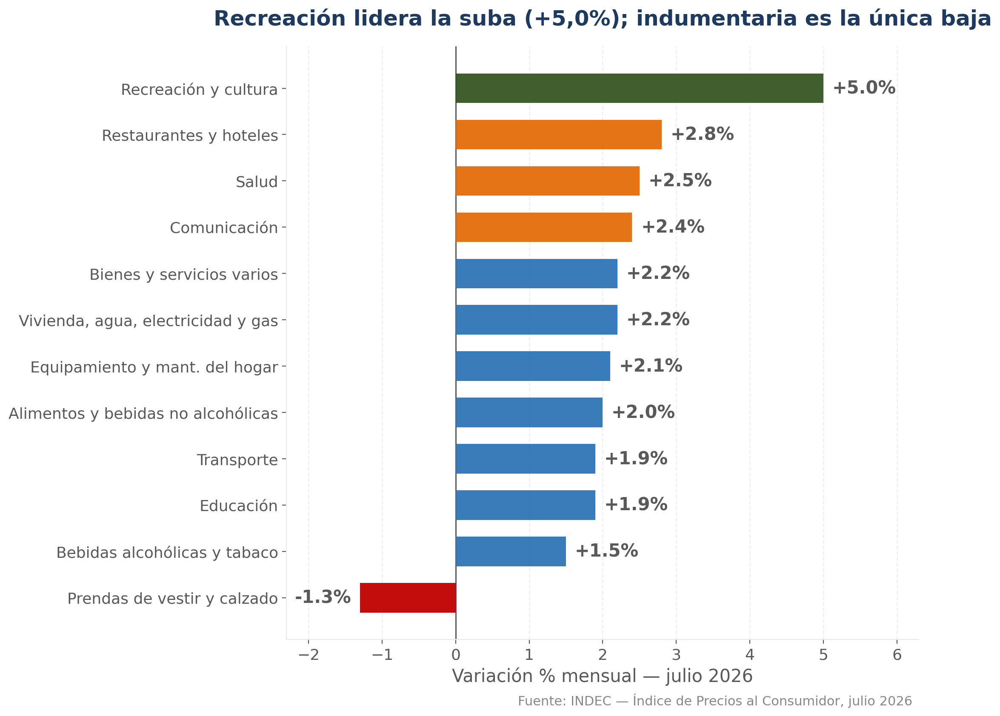 Recreación lidera la suba (+5,0%); indumentaria es la única baja
Recreación y cultura +5.0%
Restaurantes y hoteles +2.8%
Salud +2.5%
Comunicación +2.4%
Bienes y servicios varios +2.2%
Vivienda, agua, electricidad y gas +2.2%
Equipamiento y mant. del hogar +2.1%
Alimentos y bebidas no alcohólicas +2.0%
Transporte +1.9%
Educación +1.9%
Bebidas alcohólicas y tabaco +1.5%
Prendas de vestir y calzado -1.3%
−2 −1 0 1 2 3 4 5 6
Variación % mensual — julio 2026
Fuente: INDEC — Índice de Precios al Consumidor, julio 2026